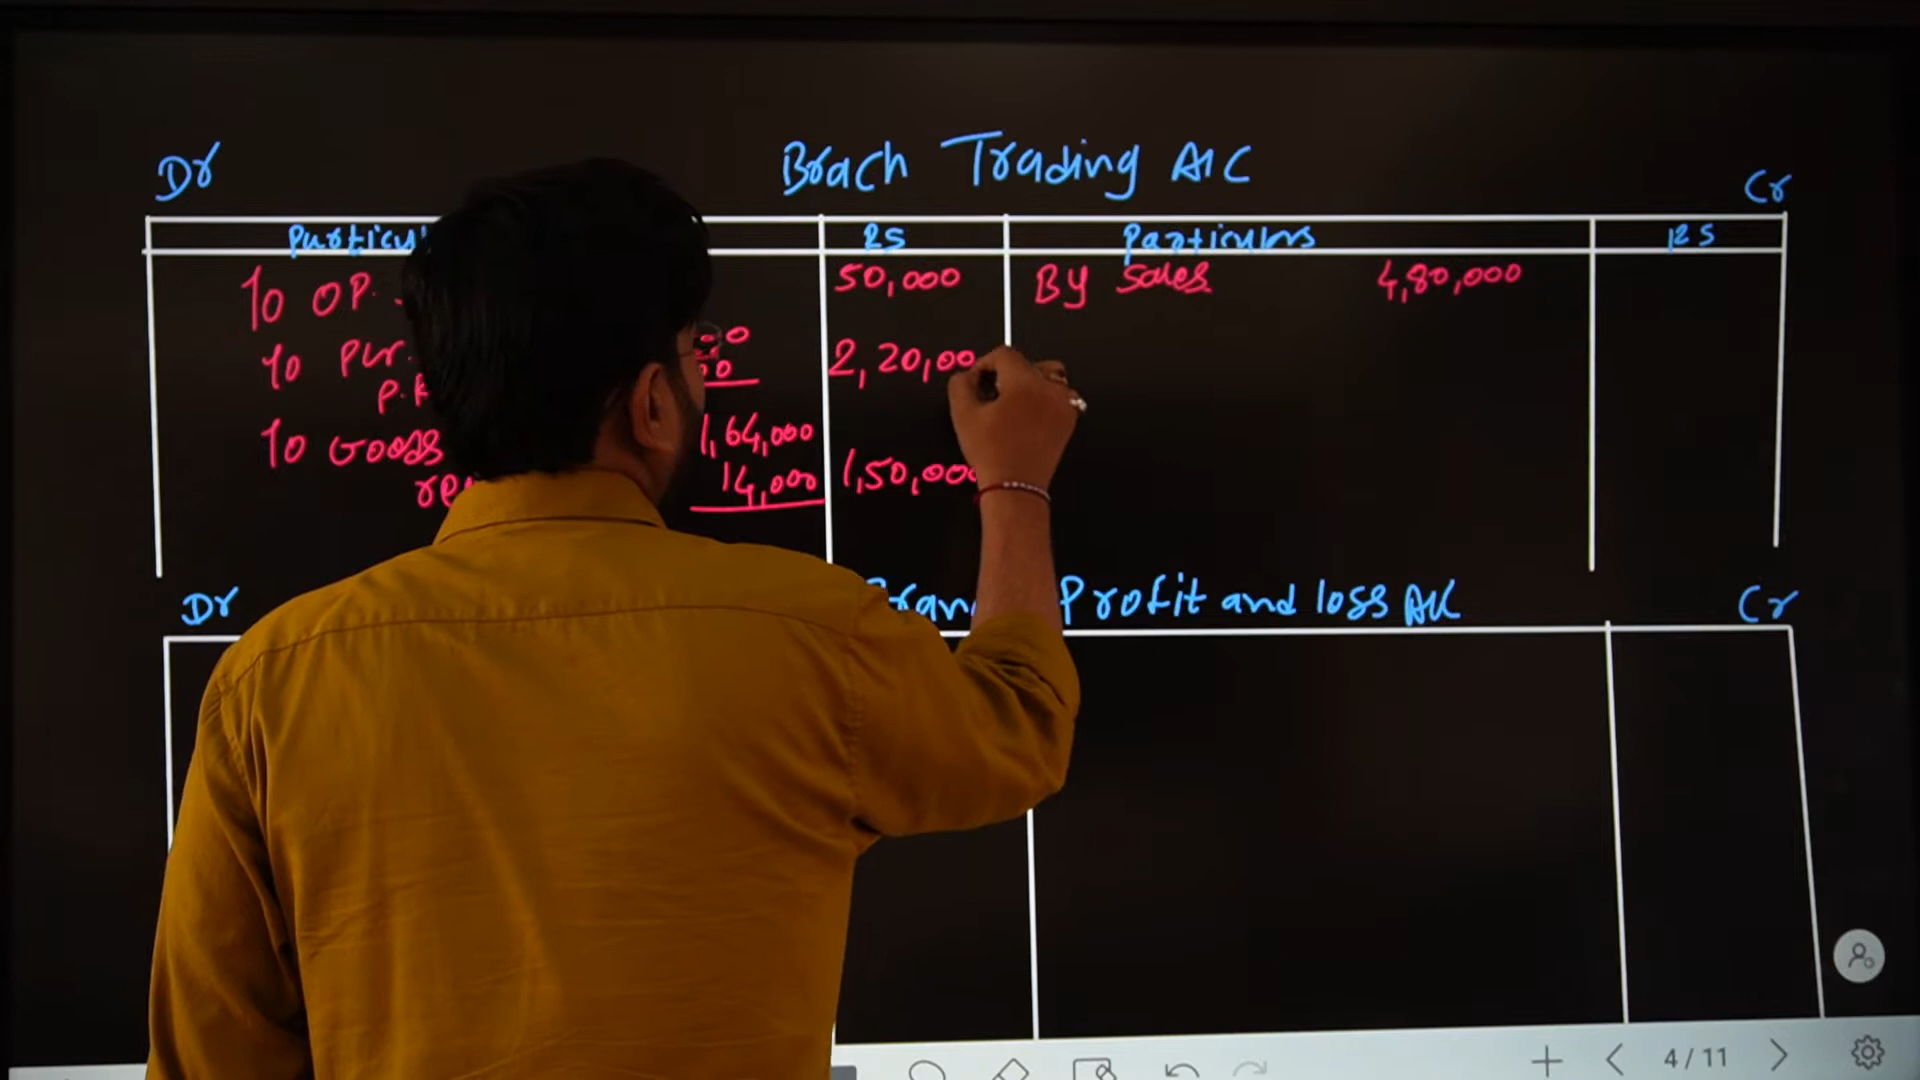 Dr Brach Trading A/C Cr
Rs Particulars Rs
To OP. 50,000 By Sales 4,80,000
To Pur. 2,20,00
P.R
To Goods 1,64,000
14,000 1,50,000
Dr Profit and loss A/C Cr
4/11